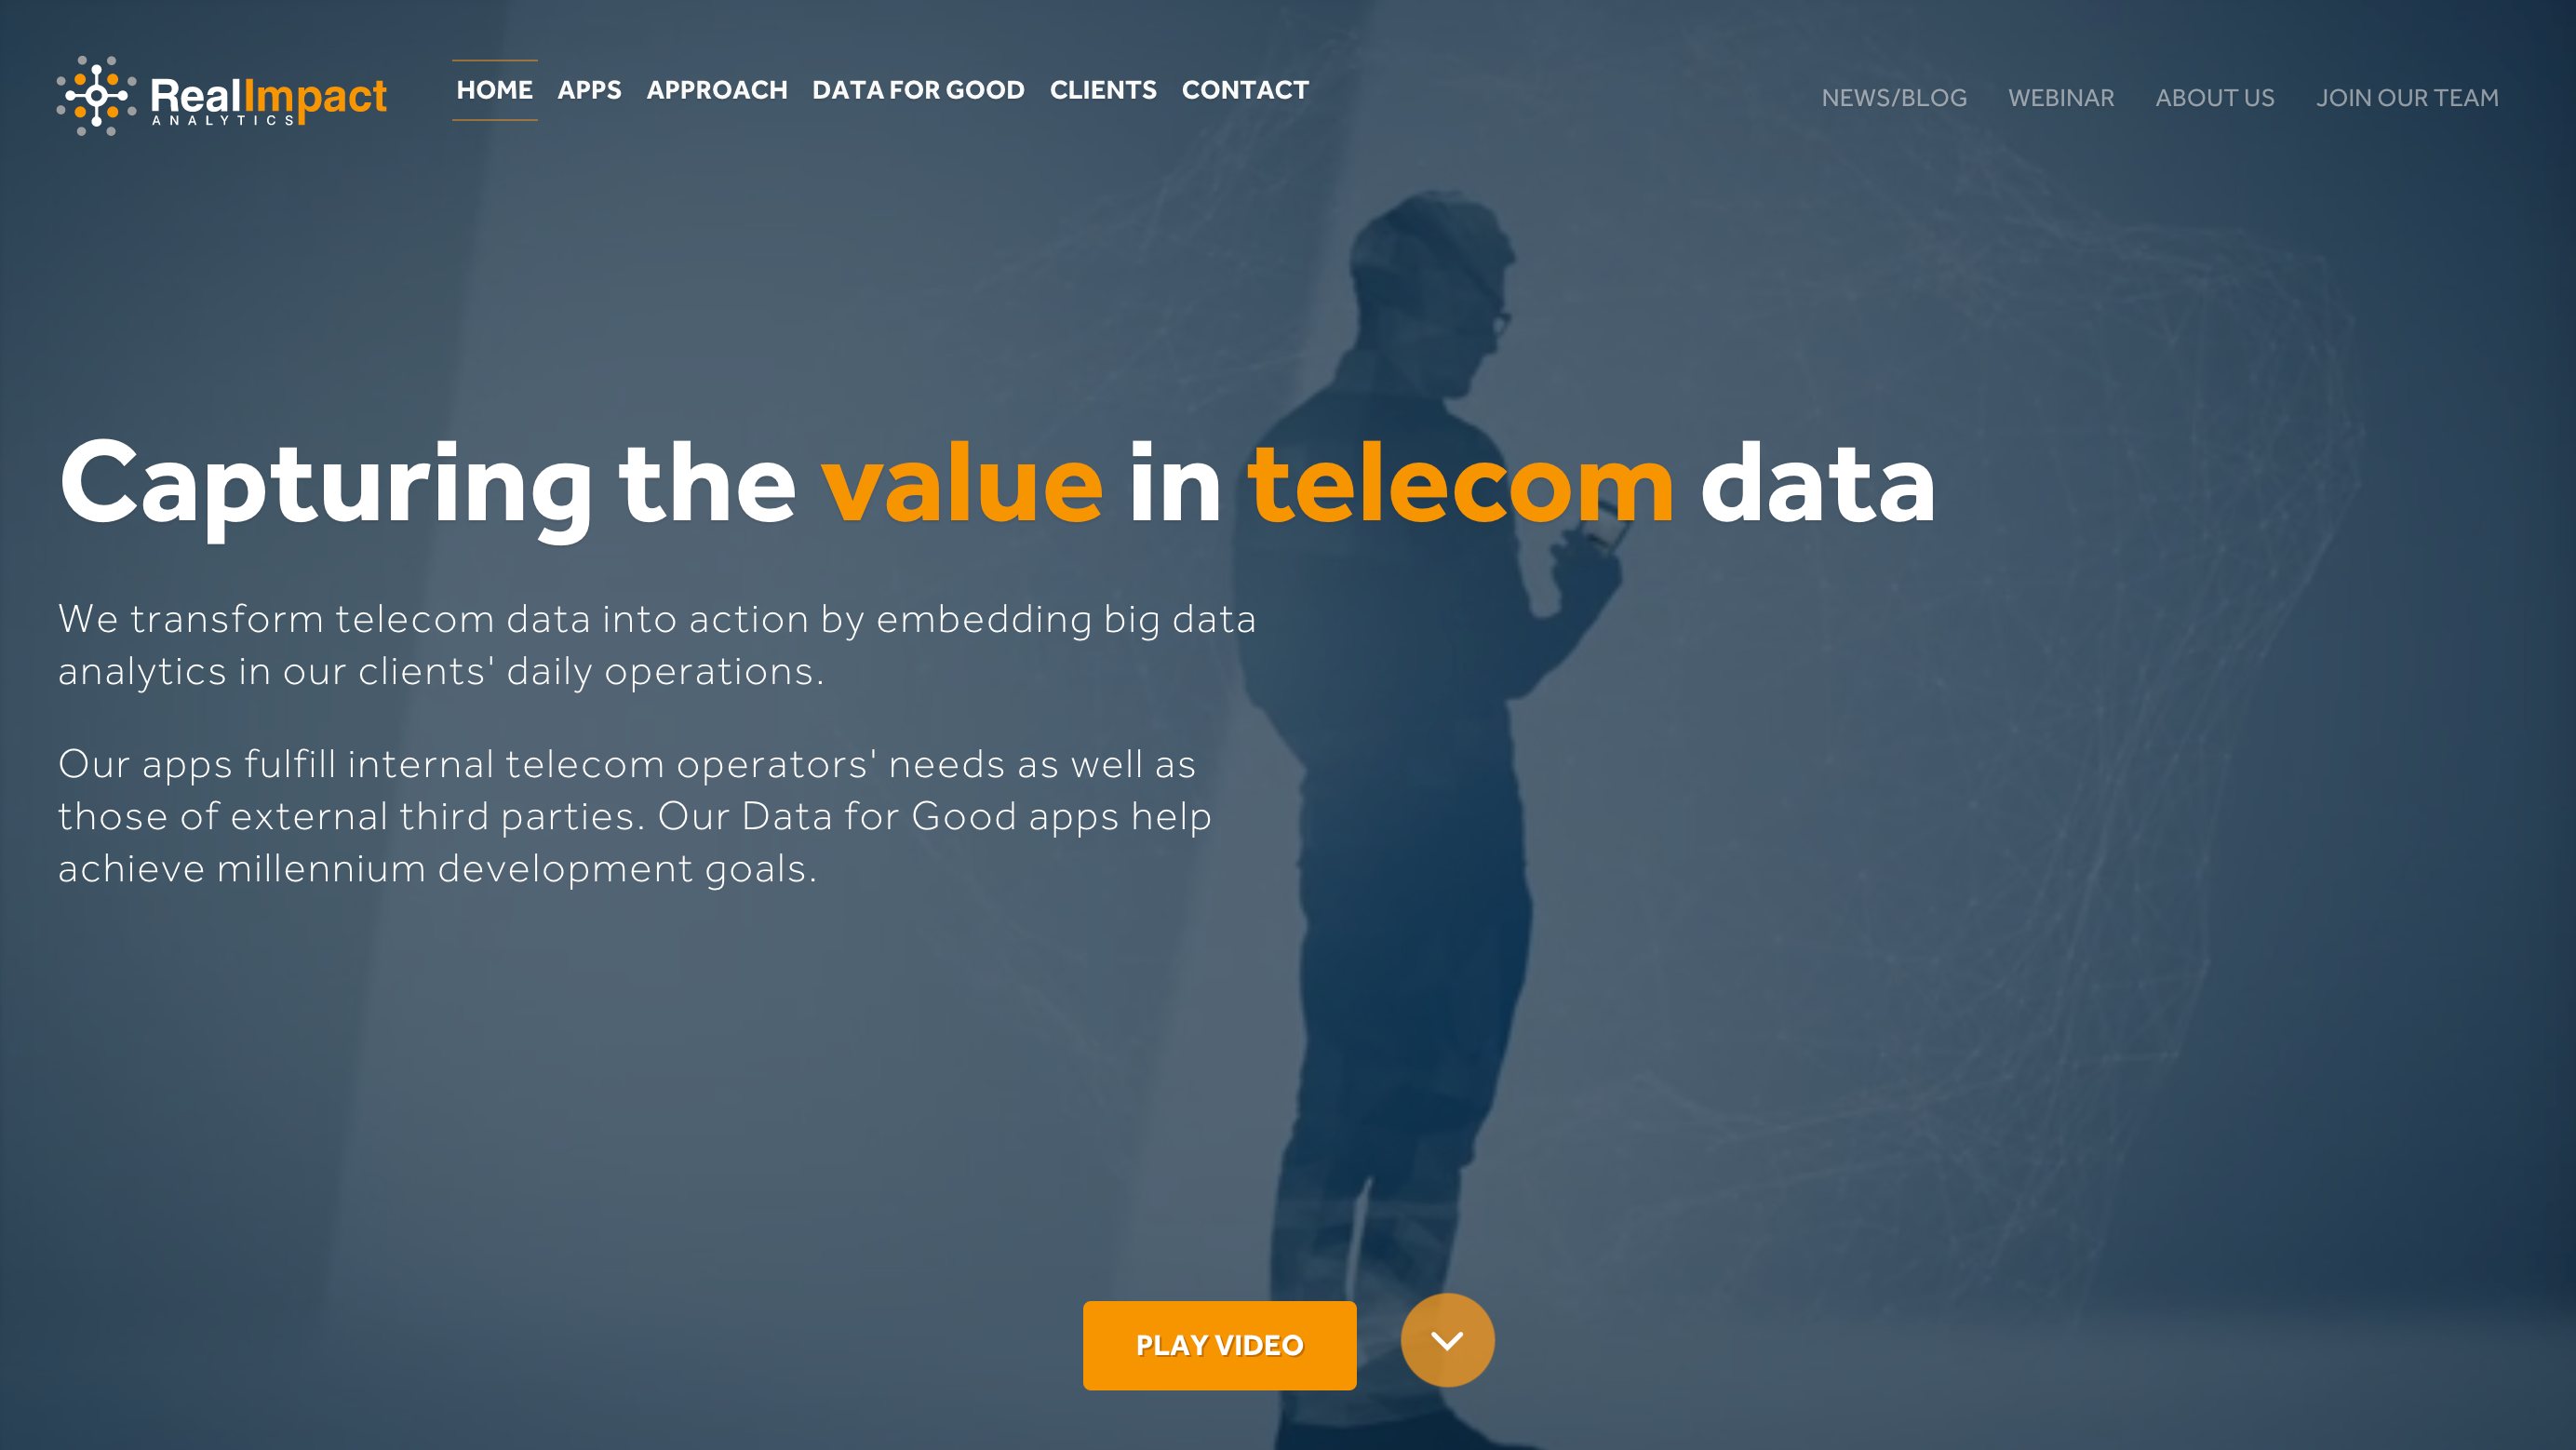 RealImpact
ANALYTICS
HOME APPS APPROACH DATA FOR GOOD CLIENTS CONTACT
NEWS/BLOG WEBINAR ABOUT US JOIN OUR TEAM
Capturing the value in telecom data
We transform telecom data into action by embedding big data
analytics in our clients' daily operations.
Our apps fulfill internal telecom operators' needs as well as
those of external third parties. Our Data for Good apps help
achieve millennium development goals.
PLAY VIDEO